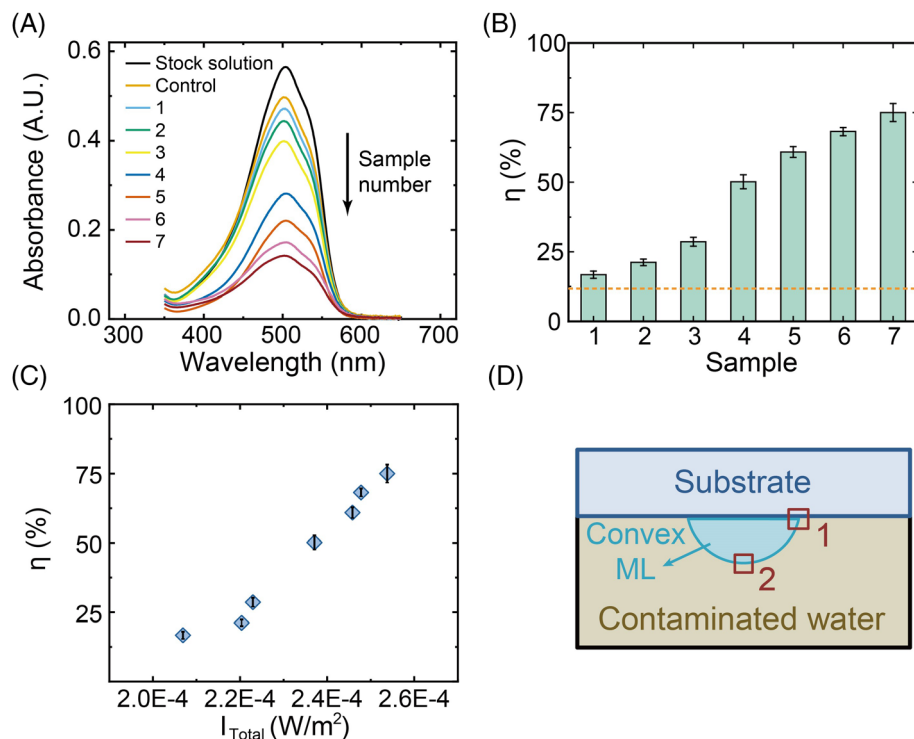 (A)
0.6
0.4
0.2
0.0
Absorbance (A.U.)
Stock solution
Control
1
2
3
4
5
6
7
Sample
number
300
400
500
600
700
Wavelength (nm)
(B)
100
75
50
25
0
η (%)
1
2
3
4
5
6
7
Sample
(C)
100
75
50
25
η (%)
2.0E-4
2.2E-4
2.4E-4
2.6E-4
I_Total (W/m²)
(D)
Substrate
Convex
ML
1
2
Contaminated water